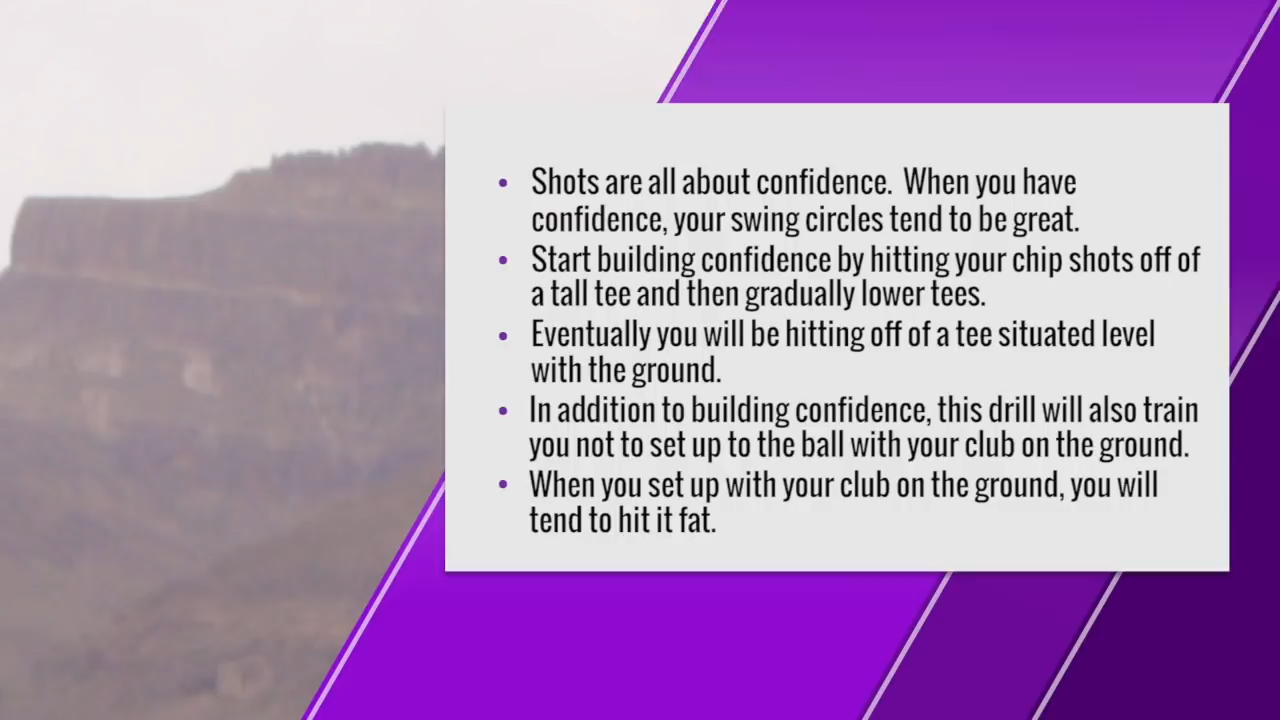 • Shots are all about confidence.  When you have
confidence, your swing circles tend to be great.
• Start building confidence by hitting your chip shots off of
a tall tee and then gradually lower tees.
• Eventually you will be hitting off of a tee situated level
with the ground.
• In addition to building confidence, this drill will also train
you not to set up to the ball with your club on the ground.
• When you set up with your club on the ground, you will
tend to hit it fat.